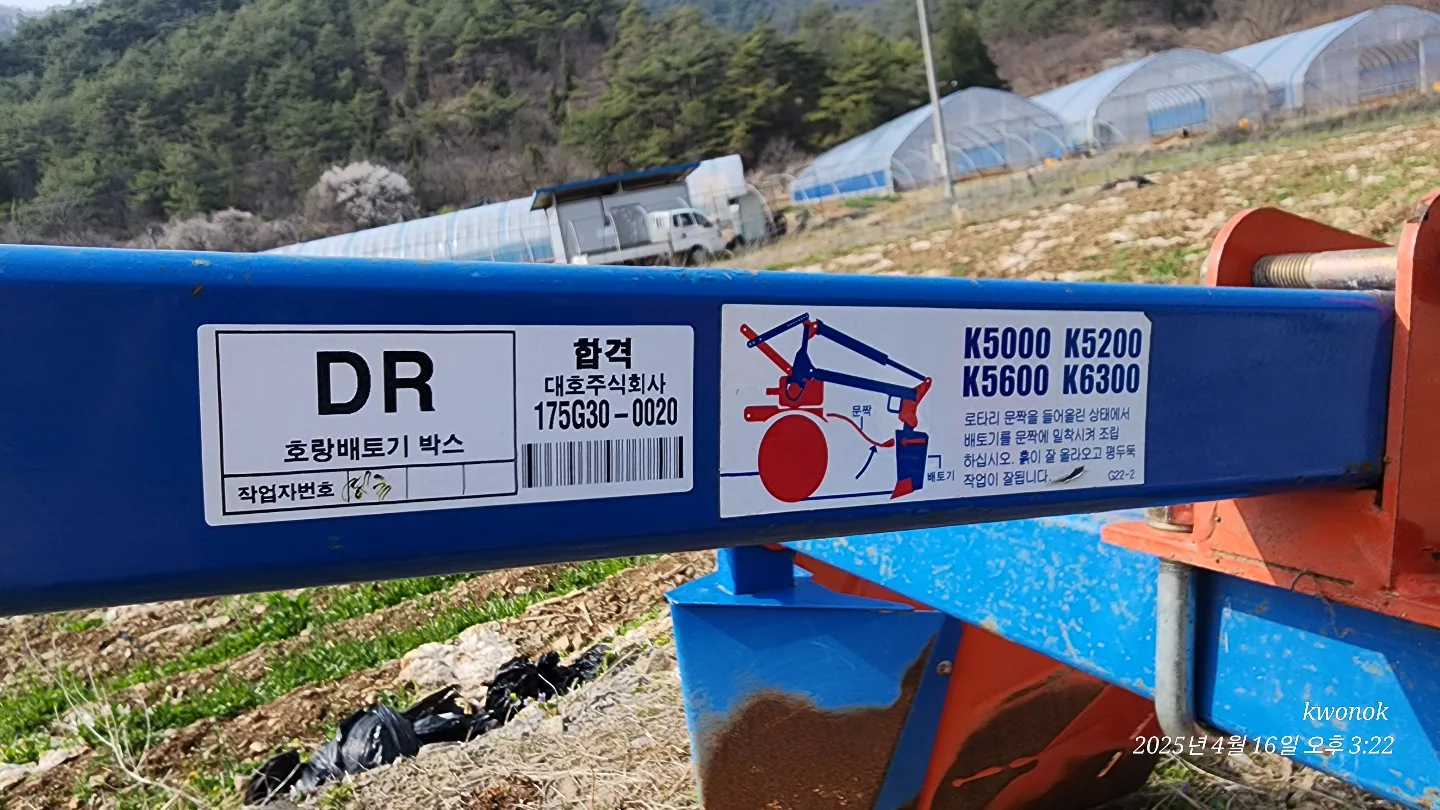 DR
호랑배토기 박스
작업자번호
합격
대호주식회사
175G30-0020
문짝
배토기
K5000 K5200
K5600 K6300
로타리 문짝을 들어올린 상태에서
배토기를 문짝에 밀착시켜 조립
하십시오. 흙이 잘 올라오고 평두둑
작업이 잘됩니다.
G22-2
kwonok
2025년 4월 16일 오후 3:22